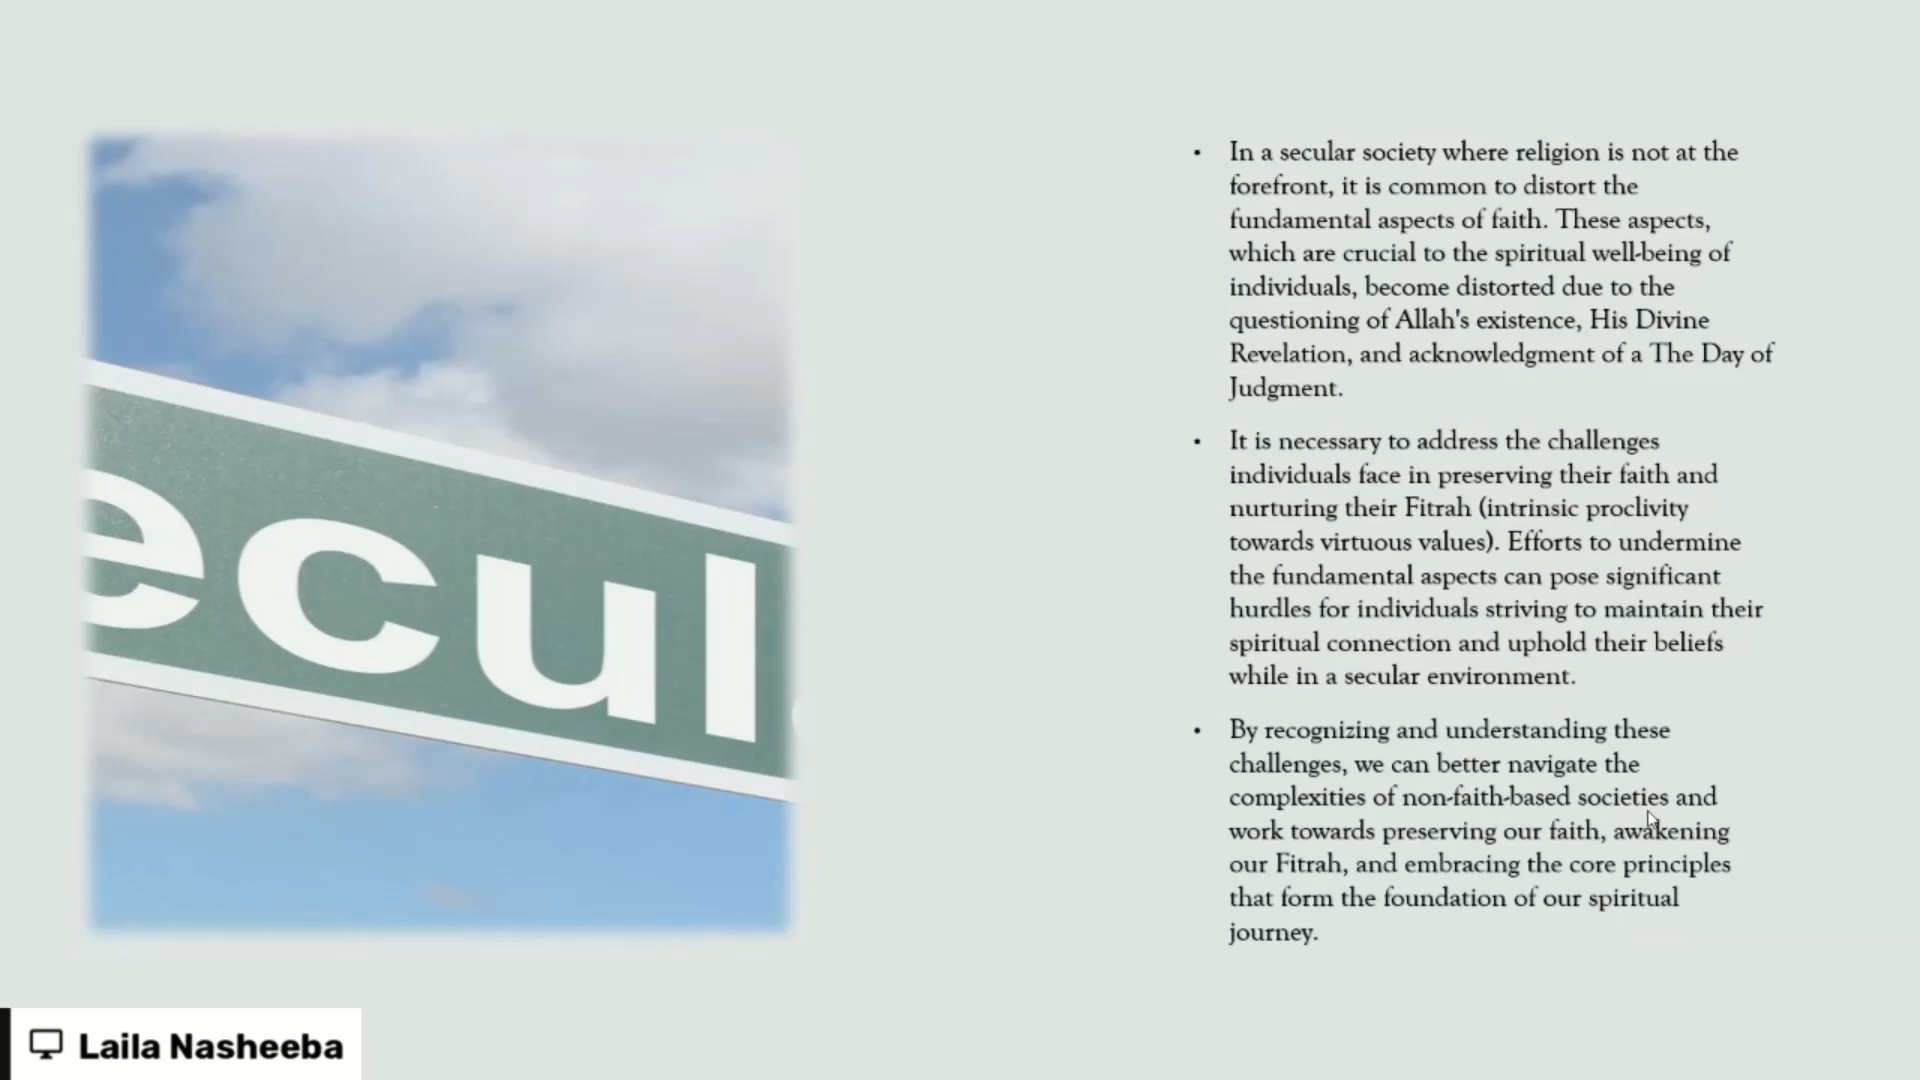 ecul
• In a secular society where religion is not at the
forefront, it is common to distort the
fundamental aspects of faith. These aspects,
which are crucial to the spiritual well-being of
individuals, become distorted due to the
questioning of Allah's existence, His Divine
Revelation, and acknowledgment of a The Day of
Judgment.
• It is necessary to address the challenges
individuals face in preserving their faith and
nurturing their Fitrah (intrinsic proclivity
towards virtuous values). Efforts to undermine
the fundamental aspects can pose significant
hurdles for individuals striving to maintain their
spiritual connection and uphold their beliefs
while in a secular environment.
• By recognizing and understanding these
challenges, we can better navigate the
complexities of non-faith-based societies and
work towards preserving our faith, awakening
our Fitrah, and embracing the core principles
that form the foundation of our spiritual
journey.
Laila Nasheeba